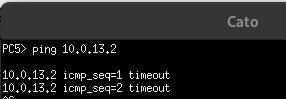 Cato
PC5> ping 10.0.13.2
10.0.13.2 icmp_seq=1 timeout
10.0.13.2 icmp_seq=2 timeout